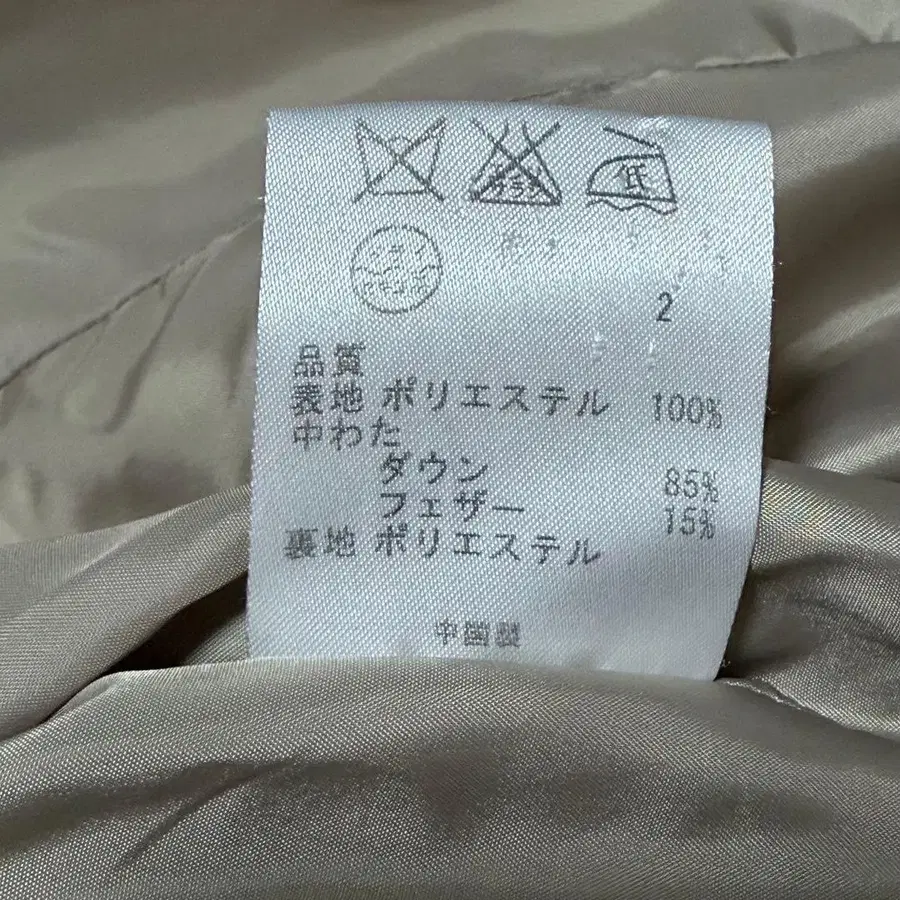 低
2
品質
表地 ポリエステル 100%
中わた
ダウン 85%
フェザー 15%
裏地 ポリエステル
中国製